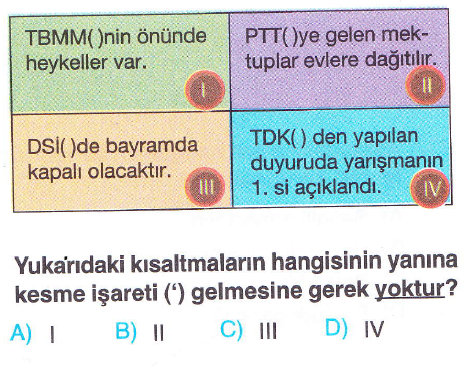 TBMM( )nin önünde
heykeller var.
I
PTT( )ye gelen mek-
tuplar evlere dağıtılır.
II
DSİ( )de bayramda
kapalı olacaktır.
III
TDK( ) den yapılan
duyuruda yarışmanın
1. si açıklandı.
IV
Yukarıdaki kısaltmaların hangisinin yanına
kesme işareti (‘) gelmesine gerek yoktur?
A) I B) II C) III D) IV